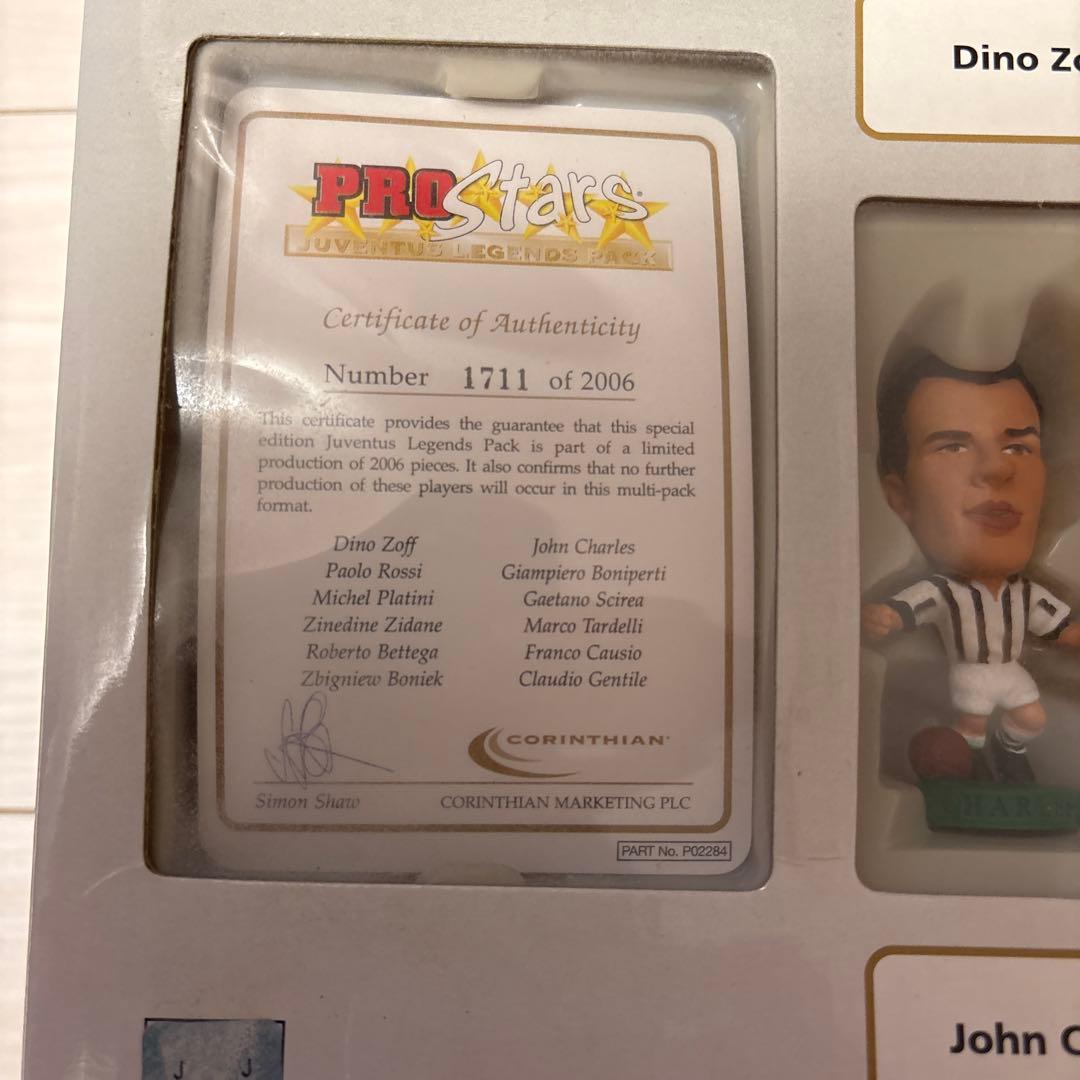 PROStars
JUVENTUS LEGENDS PACK
Certificate of Authenticity
Number 1711 of 2006
This certificate provides the guarantee that this special
edition Juventus Legends Pack is part of a limited
production of 2006 pieces. It also confirms that no further
production of these players will occur in this multi-pack
format.
Dino Zoff
John Charles
Paolo Rossi
Giampiero Boniperti
Michel Platini
Gaetano Scirea
Zinedine Zidane
Marco Tardelli
Roberto Bettega
Franco Causio
Zbigniew Boniek
Claudio Gentile
CORINTHIAN
Simon Shaw
CORINTHIAN MARKETING PLC
PART No. P02284
Dino Zo
HAR
John C
J J